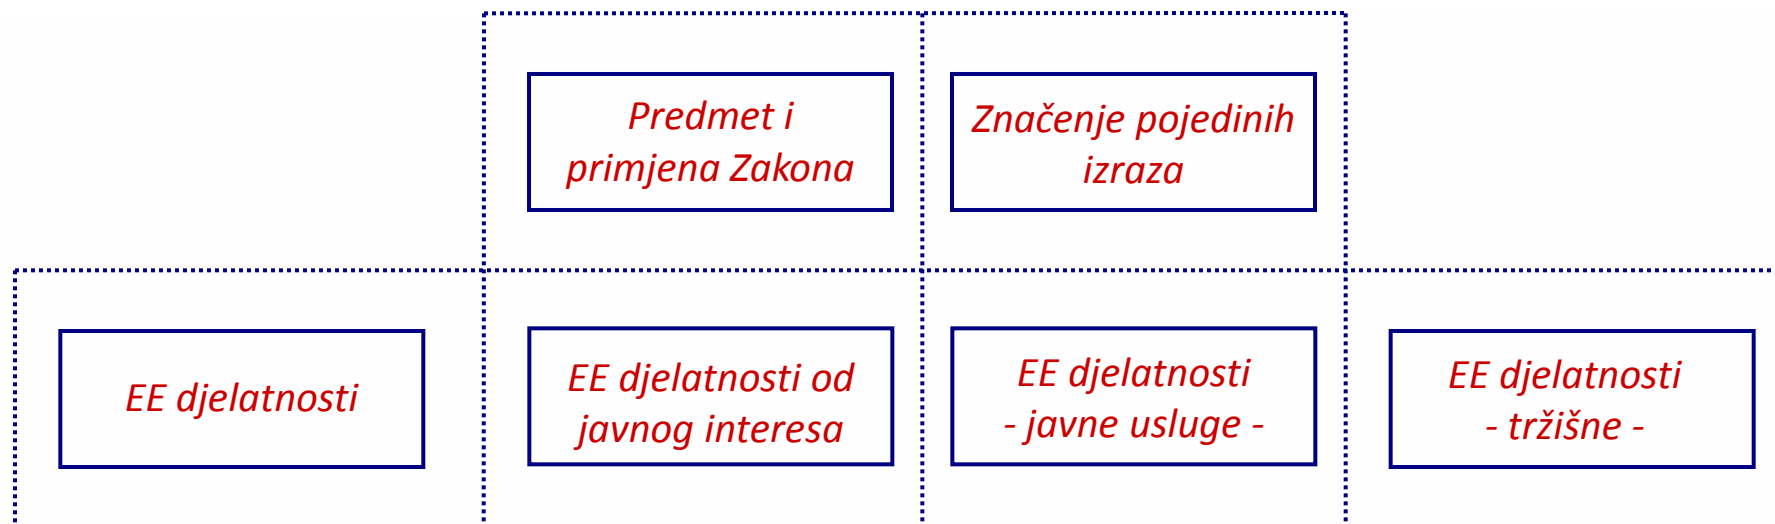 Predmet i
primjena Zakona
Značenje pojedinih
izraza
EE djelatnosti
EE djelatnosti od
javnog interesa
EE djelatnosti
- javne usluge -
EE djelatnosti
- tržišne -